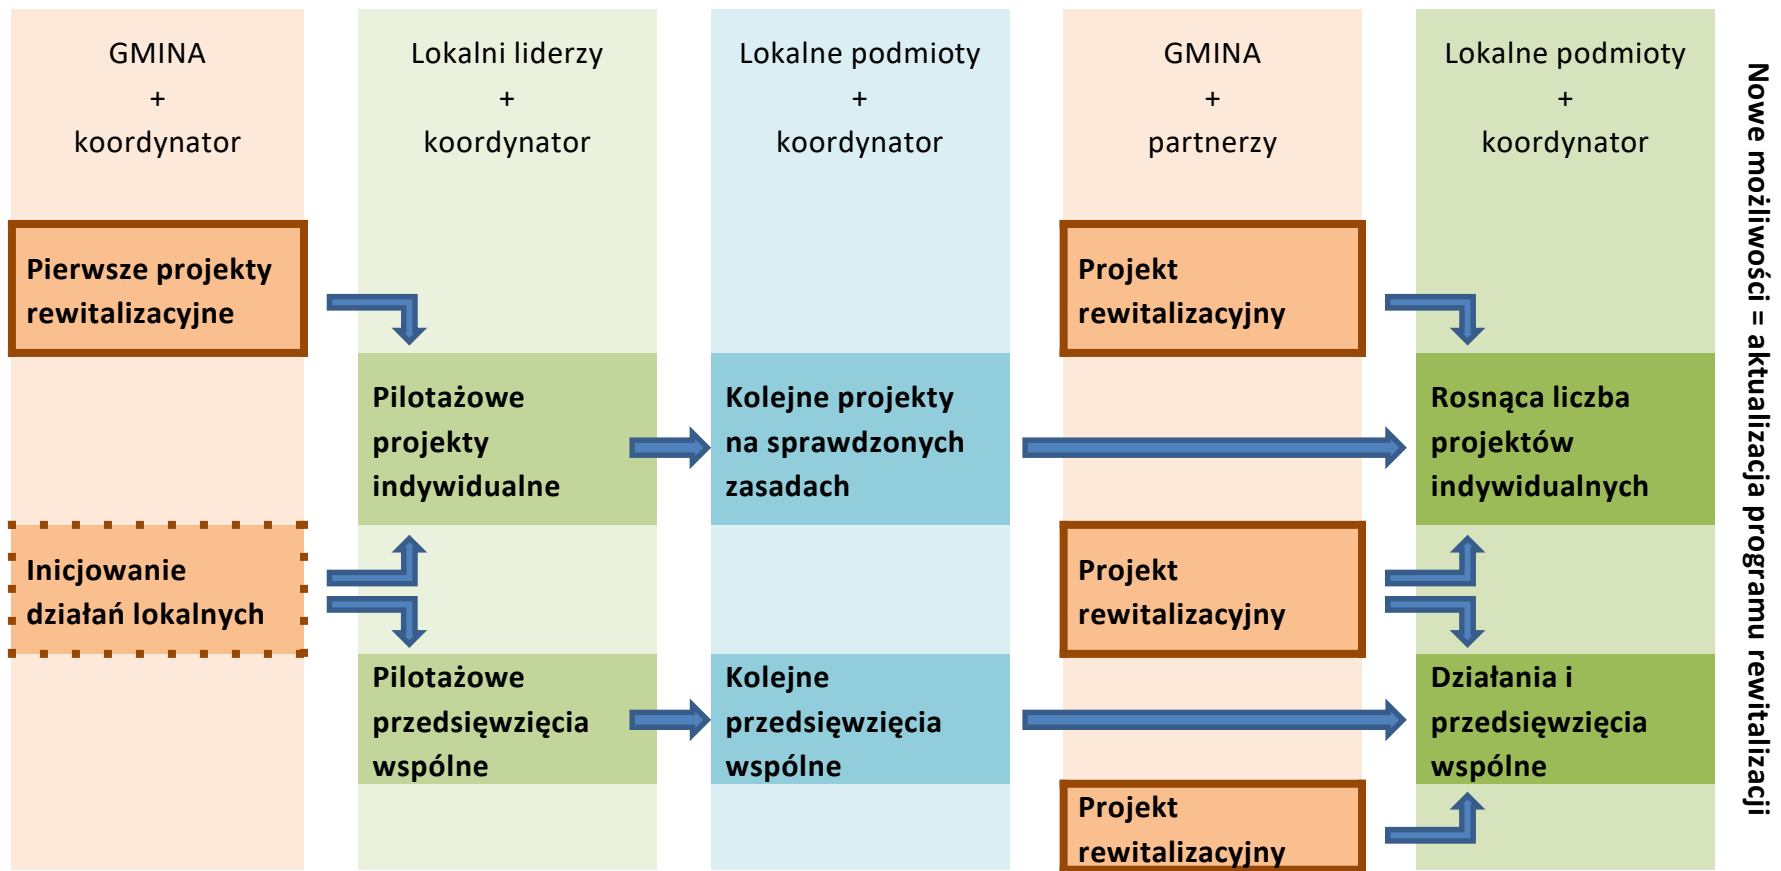 GMINA
+
koordynator
Pierwsze projekty
rewitalizacyjne
Inicjowanie
działań lokalnych
Lokalni liderzy
+
koordynator
Pilotażowe
projekty
indywidualne
Pilotażowe
przedsięwzięcia
wspólne
Lokalne podmioty
+
koordynator
Kolejne projekty
na sprawdzonych
zasadach
Kolejne
przedsięwzięcia
wspólne
GMINA
+
partnerzy
Projekt
rewitalizacyjny
Projekt
rewitalizacyjny
Projekt
rewitalizacyjny
Lokalne podmioty
+
koordynator
Rosnąca liczba
projektów
indywidualnych
Działania i
przedsięwzięcia
wspólne
Nowe możliwości = aktualizacja programu rewitalizacji